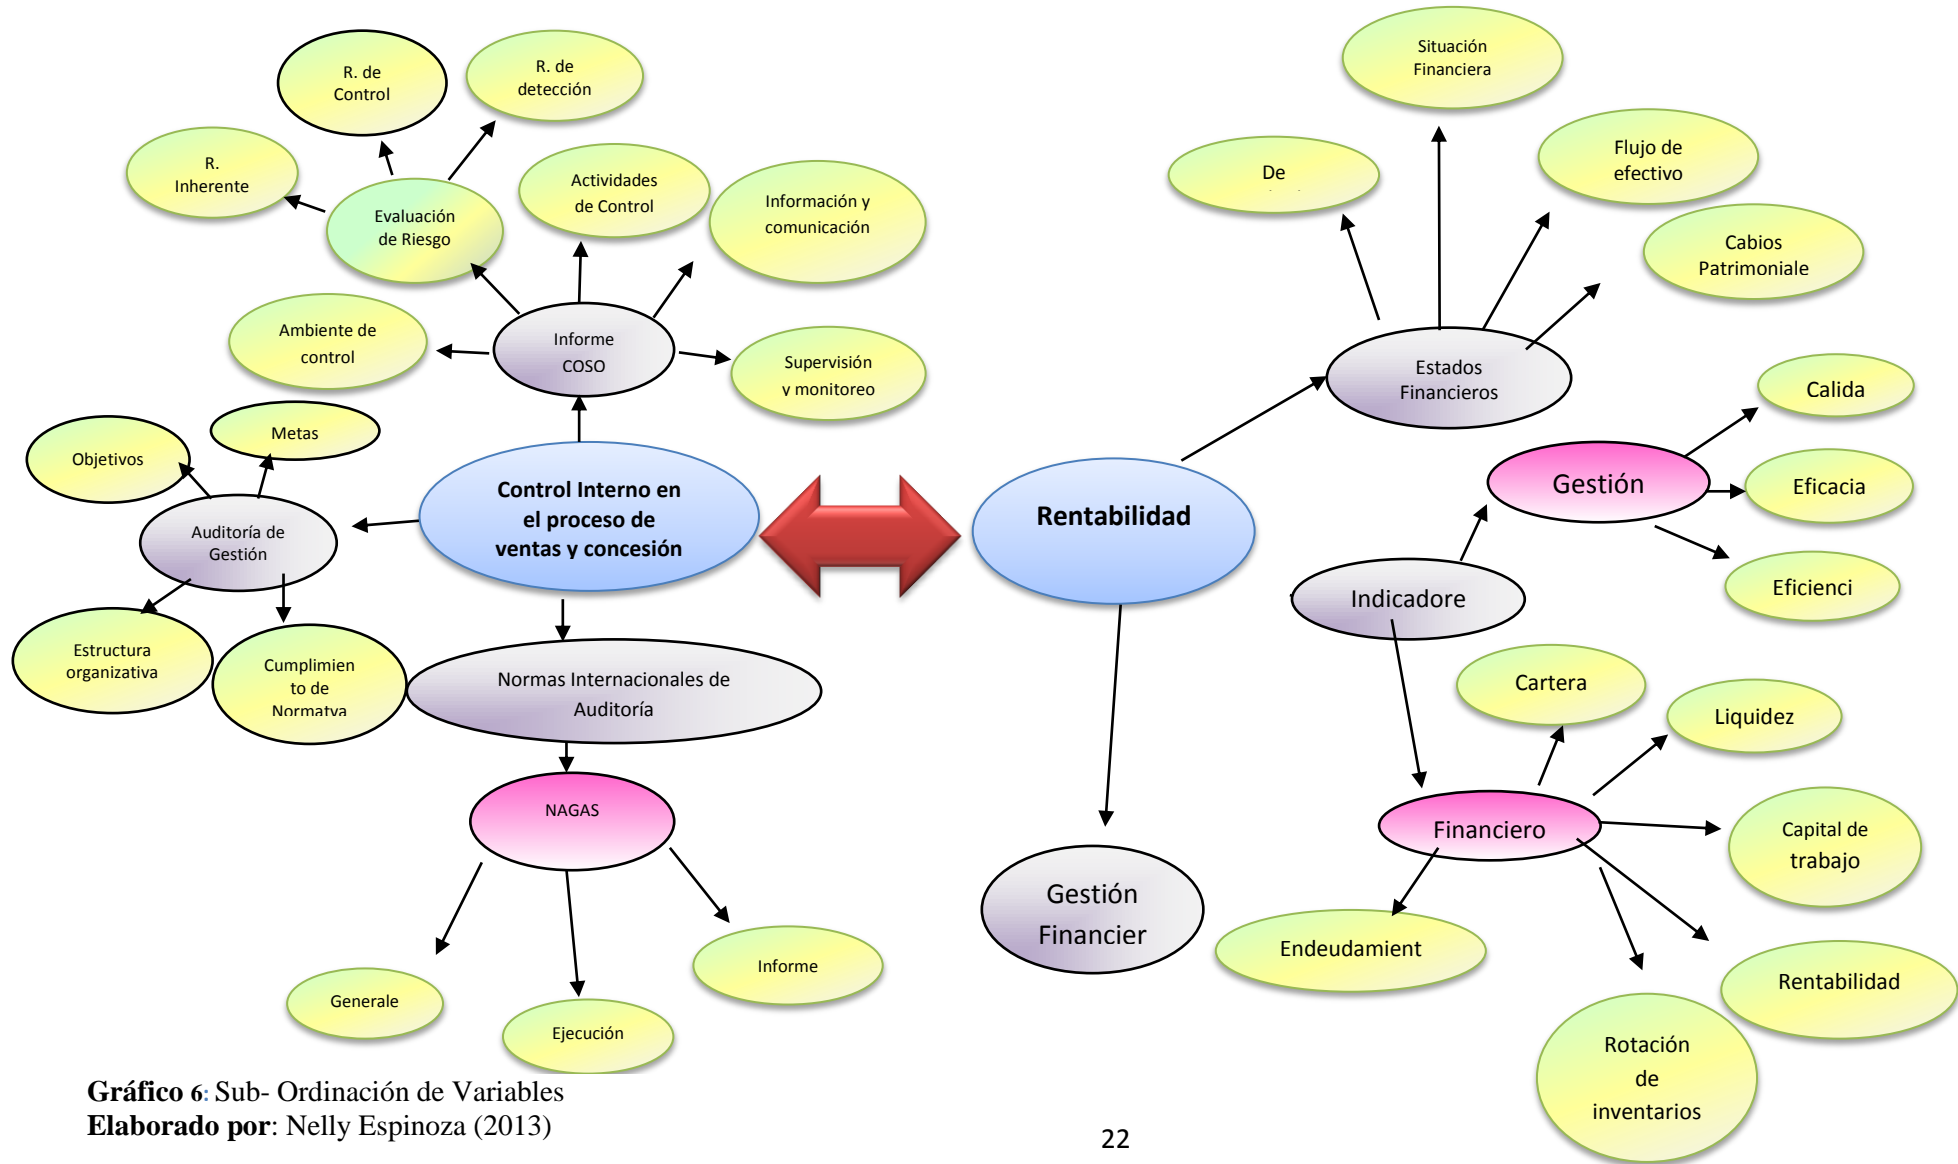 R. de
Control
R. de
detección
R.
Inherente
Evaluación
de Riesgo
Actividades
de Control
Información y
comunicación
Ambiente de
control
Informe
COSO
Supervisión
y monitoreo
Objetivos
Metas
Auditoría de
Gestión
Control Interno en
el proceso de
ventas y concesión
Estructura
organizativa
Cumplimien
to de
Normatva
Normas Internacionales de
Auditoría
NAGAS
Generale
Ejecución
Informe
Situación
Financiera
De
Flujo de
efectivo
Cabios
Patrimoniale
Estados
Financieros
Rentabilidad
Gestión
Calida
Eficacia
Eficienci
Indicadore
Cartera
Liquidez
Financiero
Capital de
trabajo
Gestión
Financier
Endeudamient
Rentabilidad
Rotación
de
inventarios
Gráfico 6: Sub- Ordinación de Variables
Elaborado por: Nelly Espinoza (2013)
22